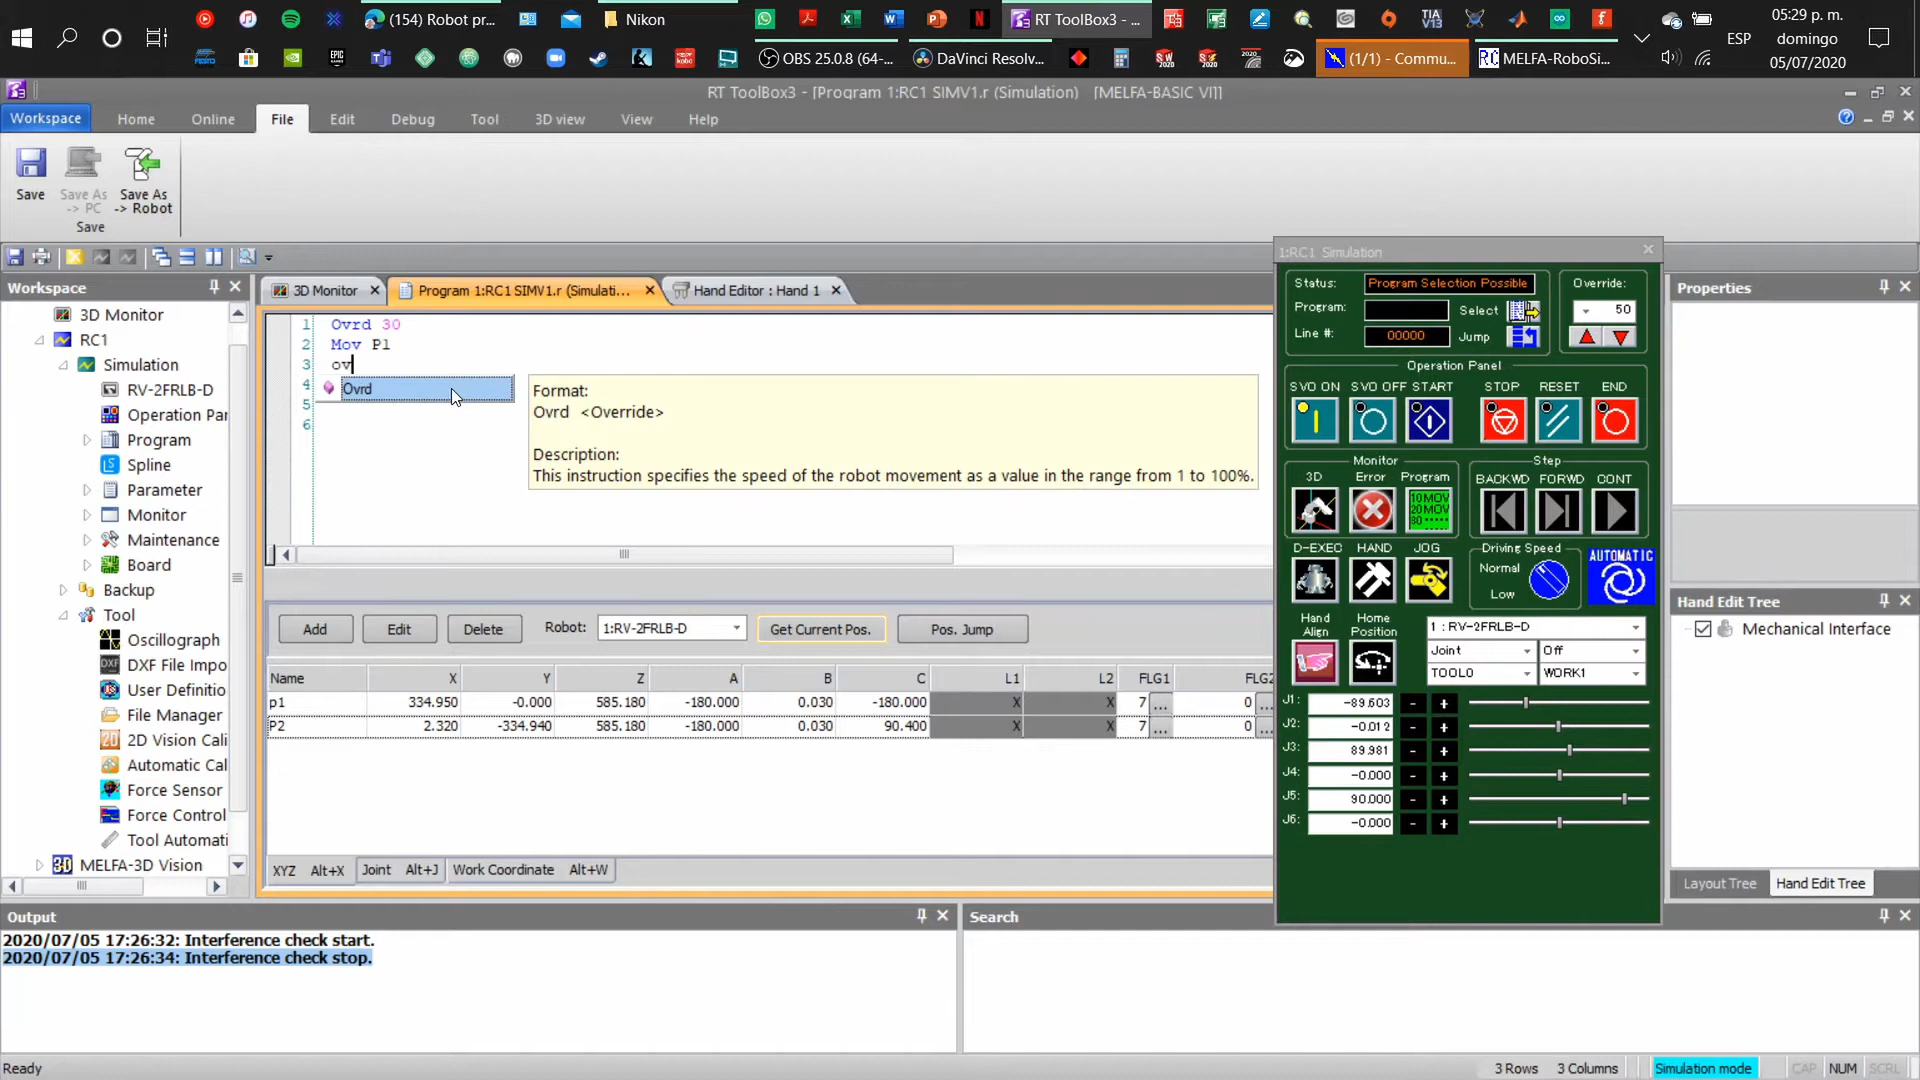 (154) Robot pr...
Nikon
RT ToolBox3 - ...
TIA
V13
05:29 p. m.
ESP
domingo
05/07/2020
OBS 25.0.8 (64-...
DaVinci Resolv...
(1/1) - Commu...
MELFA-RoboSi...
RT ToolBox3 - [Program 1:RC1 SIMV1.r (Simulation) [MELFA-BASIC VI]]
Workspace
Home
Online
File
Edit
Debug
Tool
3D view
View
Help
Save
Save As
-> PC
Save As
-> Robot
Save
Workspace
3D Monitor
RC1
Simulation
RV-2FRLB-D
Operation Par
Program
Spline
Parameter
Monitor
Maintenance
Board
Backup
Tool
Oscillograph
DXF File Impo
User Definitio
File Manager
2D Vision Cali
Automatic Cal
Force Sensor
Force Control
Tool Automati
MELFA-3D Vision
3D Monitor
Program 1:RC1 SIMV1.r (Simulati...
Hand Editor : Hand 1
1 Ovrd 30
2 Mov P1
3 ov
4
5
6
Ovrd
Format:
Ovrd <Override>
Description:
This instruction specifies the speed of the robot movement as a value in the range from 1 to 100%.
Add
Edit
Delete
Robot:
1:RV-2FRLB-D
Get Current Pos.
Pos. Jump
Name X Y Z A B C L1 L2 FLG1 FLG2
p1 334.950 -0.000 585.180 -180.000 0.030 -180.000 X X 7 ... 0 ...
P2 2.320 -334.940 585.180 -180.000 0.030 90.400 X X 7 ... 0 ...
XYZ Alt+X
Joint Alt+J
Work Coordinate Alt+W
1:RC1 Simulation
Status:
Program Selection Possible
Override:
Program:
Select
50
Line #:
00000
Jump
Operation Panel
SVO ON
SVO OFF
START
STOP
RESET
END
Monitor
3D
Error
Program
Step
BACKWD
FORWD
CONT
D-EXEC
HAND
JOG
Driving Speed
Normal
Low
AUTOMATIC
Hand
Align
Home
Position
1 : RV-2FRLB-D
Joint
Off
TOOL0
WORK1
J1: -89.603 - +
J2: -0.012 - +
J3: 89.981 - +
J4: -0.000 - +
J5: 90.000 - +
J6: -0.000 - +
Properties
Hand Edit Tree
Mechanical Interface
Layout Tree
Hand Edit Tree
Output
2020/07/05 17:26:32: Interference check start.
2020/07/05 17:26:34: Interference check stop.
Search
Ready
3 Rows
3 Columns
Simulation mode
CAP
NUM
SCRL